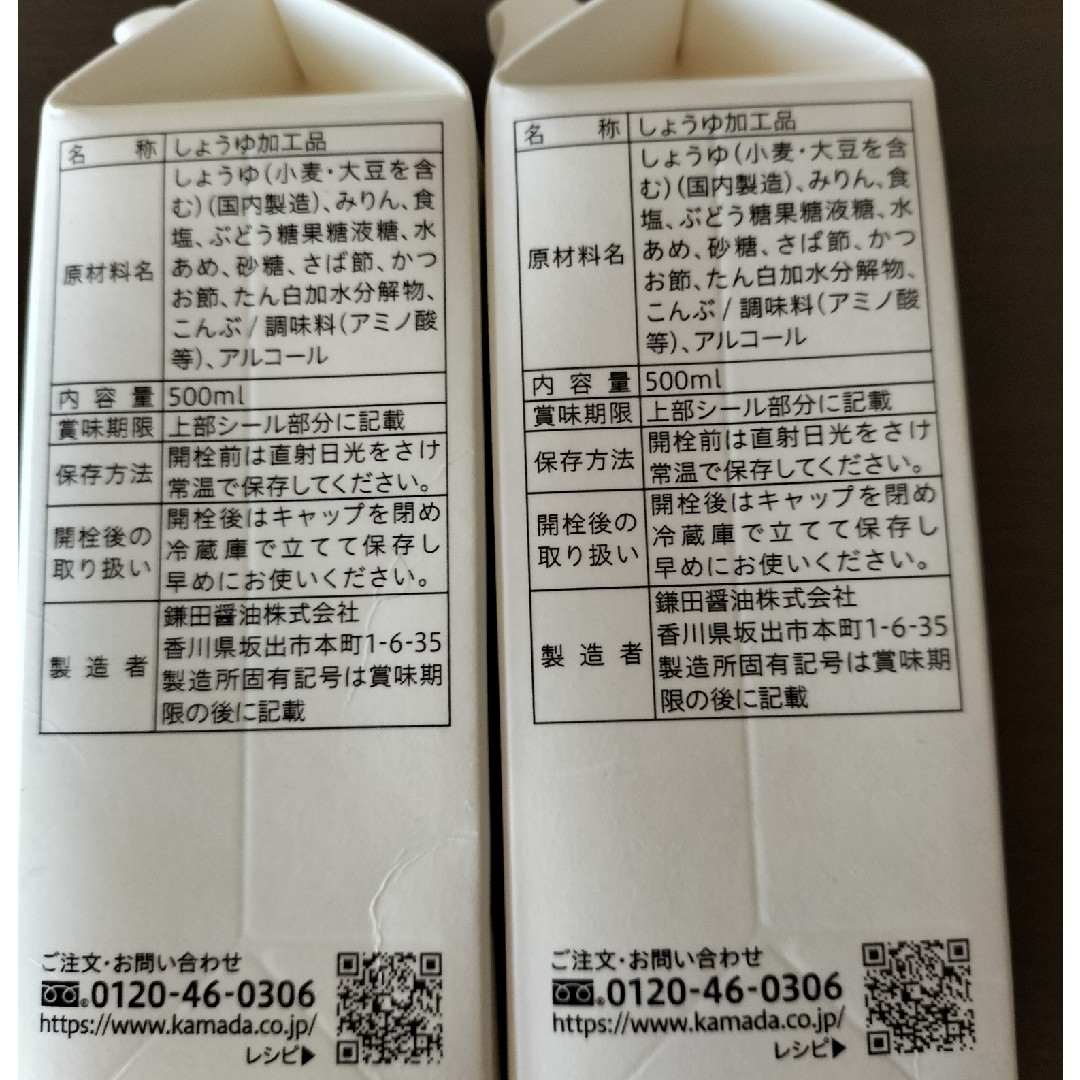 名称 しょうゆ加工品
原材料名 しょうゆ(小麦・大豆を含
む)(国内製造)、みりん、食
塩、ぶどう糖果糖液糖、水
あめ、砂糖、さば節、かつ
お節、たん白加水分解物、
こんぶ/調味料(アミノ酸
等)、アルコール
内容量 500ml
賞味期限 上部シール部分に記載
保存方法 開栓前は直射日光をさけ
常温で保存してください。
開栓後の取り扱い 開栓後はキャップを閉め
冷蔵庫で立てて保存し
早めにお使いください。
製造者 鎌田醤油株式会社
香川県坂出市本町1-6-35
製造所固有記号は賞味期
限の後に記載
ご注文・お問い合わせ
0120-46-0306
https://www.kamada.co.jp/
レシピ▶
名称 しょうゆ加工品
原材料名 しょうゆ(小麦・大豆を含
む)(国内製造)、みりん、食
塩、ぶどう糖果糖液糖、水
あめ、砂糖、さば節、かつ
お節、たん白加水分解物、
こんぶ/調味料(アミノ酸
等)、アルコール
内容量 500ml
賞味期限 上部シール部分に記載
保存方法 開栓前は直射日光をさけ
常温で保存してください。
開栓後の取り扱い 開栓後はキャップを閉め
冷蔵庫で立てて保存し
早めにお使いください。
製造者 鎌田醤油株式会社
香川県坂出市本町1-6-35
製造所固有記号は賞味期
限の後に記載
ご注文・お問い合わせ
0120-46-0306
https://www.kamada.co.jp/
レシピ▶